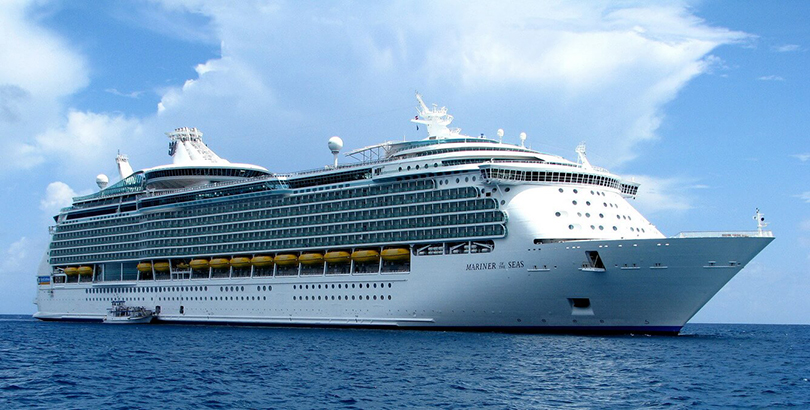 MARINER OF THE SEAS